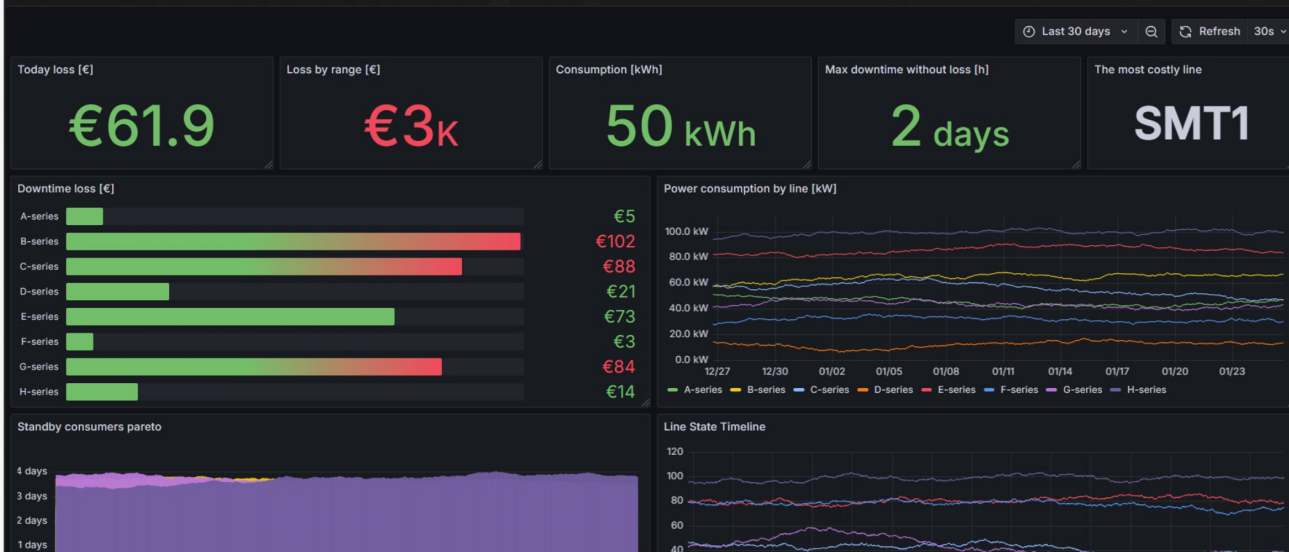 Last 30 days
Refresh 30s
Today loss [€]
€61.9
Loss by range [€]
€3K
Consumption [kWh]
50 kWh
Max downtime without loss [h]
2 days
The most costly line
SMT1
Downtime loss [€]
A-series €5
B-series €102
C-series €88
D-series €21
E-series €73
F-series €3
G-series €84
H-series €14
Power consumption by line [kW]
100.0 kW
80.0 kW
60.0 kW
40.0 kW
20.0 kW
0.0 kW
12/27 12/30 01/02 01/05 01/08 01/11 01/14 01/17 01/20 01/23
A-series B-series C-series D-series E-series F-series G-series H-series
Standby consumers pareto
4 days
3 days
2 days
1 days
Line State Timeline
120
100
80
60
40